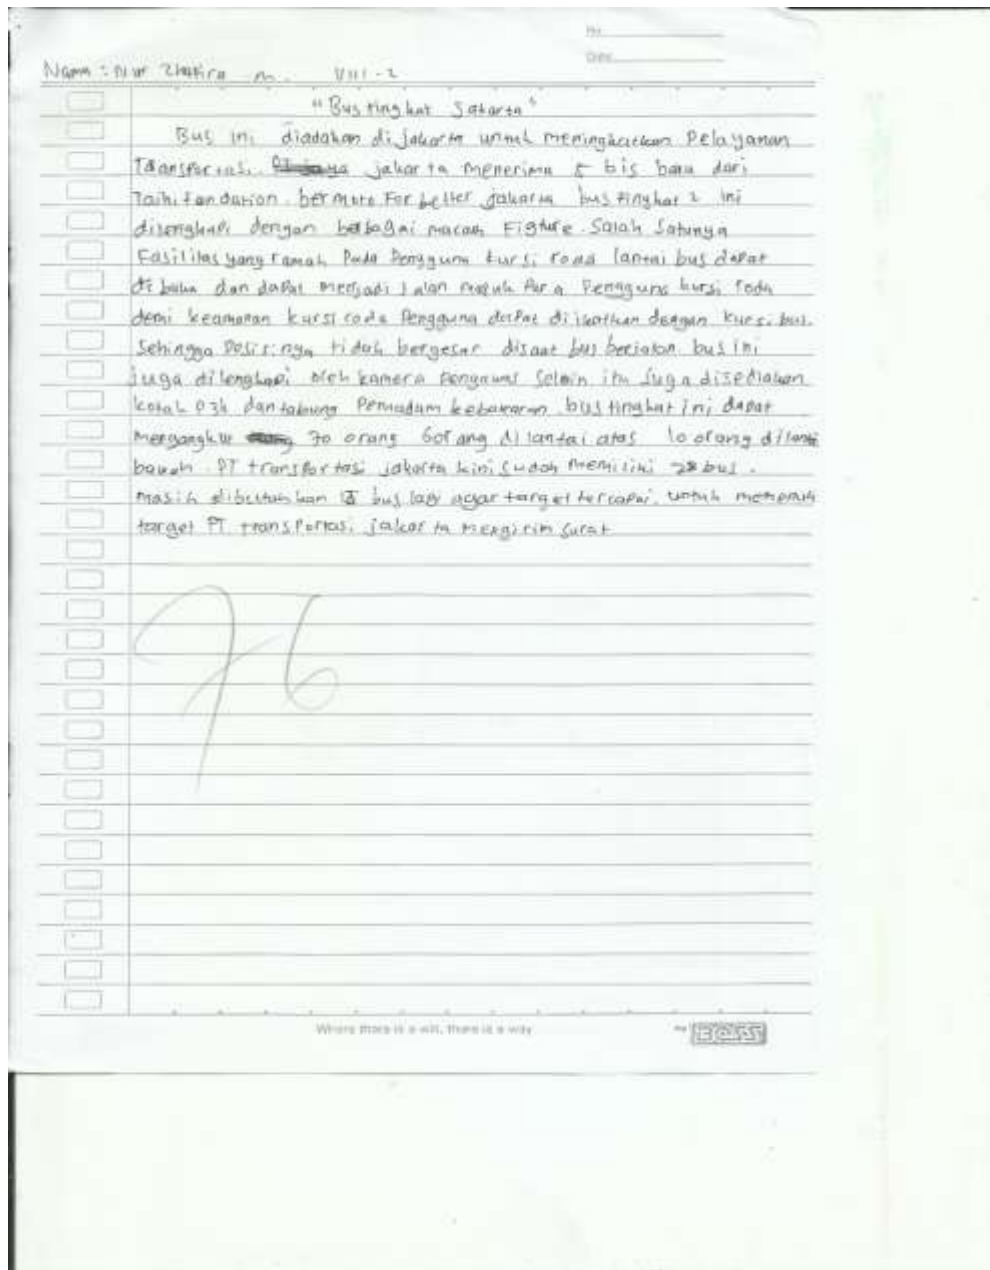 No
Date
Nama : Nur Zhafira m. VIII-2
"Bus tingkat Jakarta"
Bus ini diadakan di jakarta untuk meningkatkan Pelayanan
Transportasi. jakarta menerima 5 bis baru dari
Taihi fondation. bermoto For better jakarta bus tingkat 2 ini
dilengkapi dengan berbagai macam Figture. Salah Satunya
Fasilitas yang ramah Pada Pengguna kursi roda lantai bus dapat
di buka dan dapat menjadi jalan masuk Para Pengguna kursi roda
demi keamanan kursi roda Pengguna dapat di ikatkan dengan kursi bus.
Sehingga Posisinya tidak bergeser disaat bus berjalan. bus ini
juga dilengkapi oleh kamera Pengawas Selain itu Juga disediakan
kotak P3k dan tabung Pemadam kebakaran. bus tingkat ini dapat
mengangkut 70 orang 60rang di lantai atas 10 orang dilantai
bawah. PT transportasi jakarta kini sudah memiliki 28 bus.
masih dibutuhkan bus lagi agar target tercapai. untuk memenuhi
target PT transportasi jakarta mengirim surat
76
Where there is a will, there is a way
BOSS